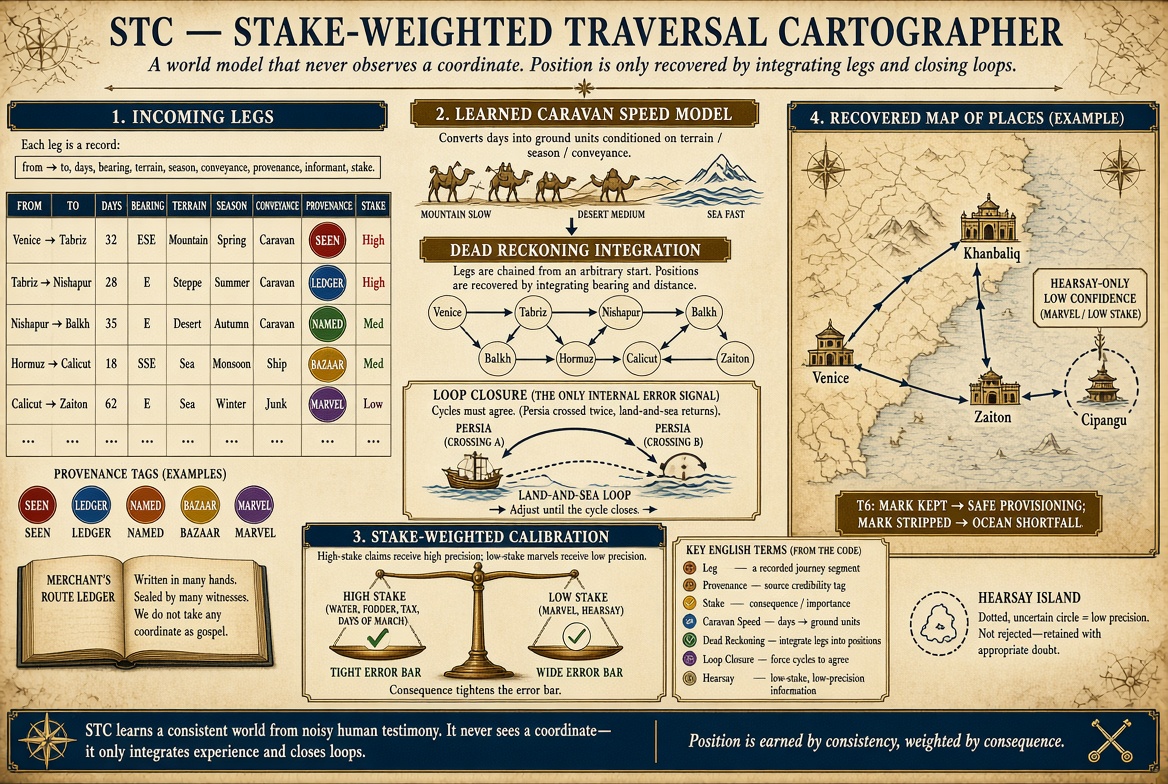 STC — STAKE-WEIGHTED TRAVERSAL CARTOGRAPHER
A world model that never observes a coordinate. Position is only recovered by integrating legs and closing loops.
1. INCOMING LEGS
Each leg is a record:
from → to, days, bearing, terrain, season, conveyance, provenance, informant, stake.
FROM TO DAYS BEARING TERRAIN SEASON CONVEYANCE PROVENANCE STAKE
Venice → Tabriz 32 ESE Mountain Spring Caravan SEEN High
Tabriz → Nishapur 28 E Steppe Summer Caravan LEDGER High
Nishapur → Balkh 35 E Desert Autumn Caravan NAMED Med
Hormuz → Calicut 18 SSE Sea Monsoon Ship BAZAAR Med
Calicut → Zaiton 62 E Sea Winter Junk MARVEL Low
... ... ... ... ... ... ... ... ...
PROVENANCE TAGS (EXAMPLES)
SEEN LEDGER NAMED BAZAAR MARVEL
SEEN LEDGER NAMED BAZAAR MARVEL
MERCHANT'S
ROUTE LEDGER
Written in many hands.
Sealed by many witnesses.
We do not take any
coordinate as gospel.
2. LEARNED CARAVAN SPEED MODEL
Converts days into ground units conditioned on terrain /
season / conveyance.
MOUNTAIN SLOW DESERT MEDIUM SEA FAST
DEAD RECKONING INTEGRATION
Legs are chained from an arbitrary start. Positions
are recovered by integrating bearing and distance.
Venice Tabriz Nishapur Balkh
Balkh Hormuz Calicut Zaiton
LOOP CLOSURE (THE ONLY INTERNAL ERROR SIGNAL)
Cycles must agree. (Persia crossed twice, land-and-sea returns).
PERSIA
(CROSSING A)
PERSIA
(CROSSING B)
LAND-AND-SEA LOOP
→ Adjust until the cycle closes. →
3. STAKE-WEIGHTED CALIBRATION
High-stake claims receive high precision; low-stake marvels receive low precision.
HIGH STAKE
(WATER, FODDER, TAX,
DAYS OF MARCH)
TIGHT ERROR BAR
LOW STAKE
(MARVEL, HEARSAY)
WIDE ERROR BAR
Consequence tightens the error bar.
4. RECOVERED MAP OF PLACES (EXAMPLE)
Khanbaliq
HEARSAY-ONLY
LOW CONFIDENCE
(MARVEL / LOW STAKE)
Venice
Zaiton
Cipangu
T6: MARK KEPT → SAFE PROVISIONING;
MARK STRIPPED → OCEAN SHORTFALL.
KEY ENGLISH TERMS (FROM THE CODE)
Leg — a recorded journey segment
Provenance — source credibility tag
Stake — consequence / importance
Caravan Speed — days → ground units
Dead Reckoning — integrate legs into positions
Loop Closure — force cycles to agree
Hearsay — low-stake, low-precision
information
HEARSAY ISLAND
Dotted, uncertain circle = low precision.
Not rejected—retained with
appropriate doubt.
STC learns a consistent world from noisy human testimony. It never sees a coordinate—
it only integrates experience and closes loops.
Position is earned by consistency, weighted by consequence.